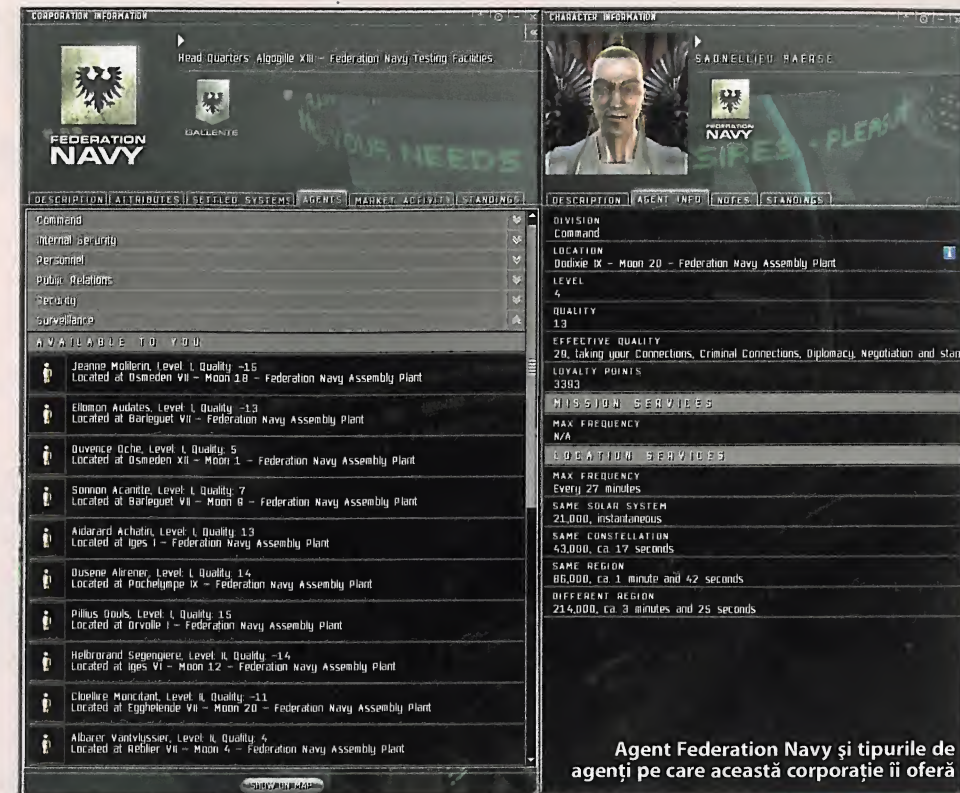 CORPORATION INFORMATION
Head Quarters: Algogille XIII - Federation Navy Testing Facilities
FEDERATION
NAVY
GALLENTE
YOUR NEEDS
DESCRIPTION ATTRIBUTES SETTLED SYSTEMS AGENTS MARKET ACTIVITY STANDINGS
Command
Internal Security
Personnel
Public Relations
Security
Surveillance
AVAILABLE TO YOU
Jeanne Molilerin, Level: I, Quality: -15
Located at Osmeden VII - Moon 18 - Federation Navy Assembly Plant
Ellomon Audates, Level: I, Quality: -13
Located at Barleguet VII - Federation Navy Assembly Plant
Duvence Oche, Level: I, Quality: 5
Located at Osmeden XII - Moon 1 - Federation Navy Assembly Plant
Sonnon Acanitte, Level: I, Quality: 7
Located at Barleguet VII - Moon 8 - Federation Navy Assembly Plant
Aidarard Achatin, Level: I, Quality: 13
Located at Iges I - Federation Navy Assembly Plant
Dusene Alirener, Level: I, Quality: 14
Located at Pochelympe IX - Federation Navy Assembly Plant
Pillius Oouls, Level: I, Quality: 15
Located at Orvolle I - Federation Navy Assembly Plant
Helbrorand Segengiere, Level: II, Quality: -14
Located at Iges VI - Moon 12 - Federation Navy Assembly Plant
Cloellire Moncitant, Level: II, Quality: -11
Located at Egghelende VII - Moon 20 - Federation Navy Assembly Plant
Albarer Vantvlyssier, Level: II, Quality: 4
Located at Reblier VII - Moon 4 - Federation Navy Assembly Plant
SHOW ON MAP
CHARACTER INFORMATION
SADNELLIEU BAERSE
FEDERATION
NAVY
SIRES - PLEAS
DESCRIPTION AGENT INFO NOTES STANDINGS
DIVISION
Command
LOCATION
Dodixie IX - Moon 20 - Federation Navy Assembly Plant
LEVEL
4
QUALITY
13
EFFECTIVE QUALITY
29, taking your Connections, Criminal Connections, Diplomacy, Negotiation and stan
LOYALTY POINTS
3393
MISSION SERVICES
MAX FREQUENCY
N/A
LOCATION SERVICES
MAX FREQUENCY
Every 27 minutes
SAME SOLAR SYSTEM
21,000, instantaneous
SAME CONSTELLATION
43,000, ca. 17 seconds
SAME REGION
86,000, ca. 1 minute and 42 seconds
DIFFERENT REGION
214,000, ca. 3 minutes and 25 seconds
Agent Federation Navy și tipurile de
agenți pe care această corporație îi oferă